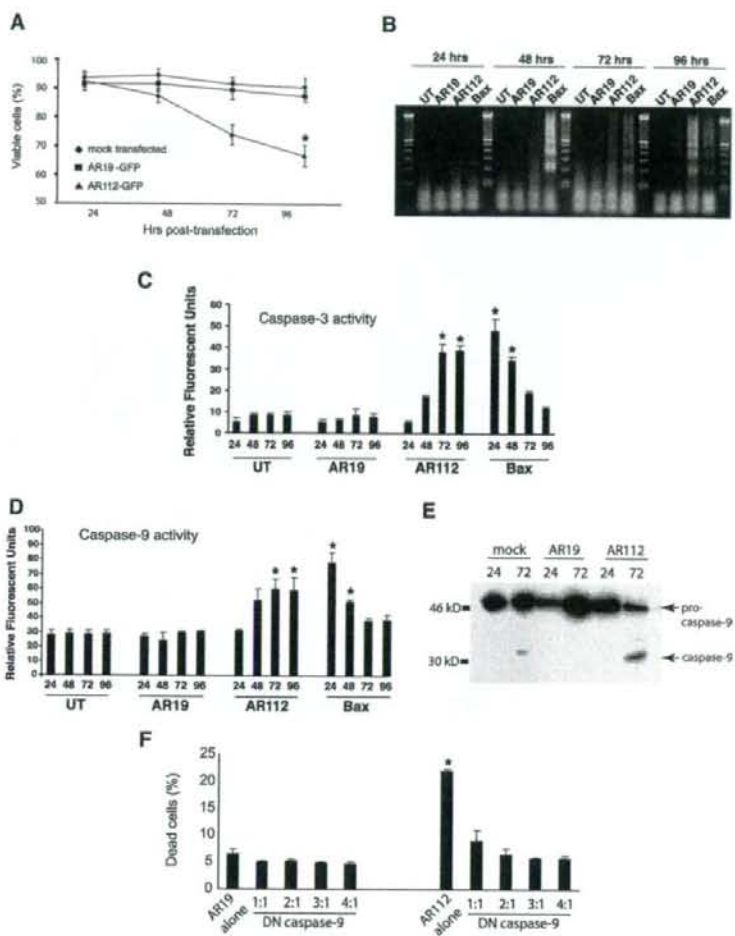 A
Viable cells (%)
100
90
80
70
60
50
mock transfected
AR19-GFP
AR112-GFP
*
24 48 72 96
Hrs post-transfection
B
24 hrs 48 hrs 72 hrs 96 hrs
UT AR19 AR112 Bax UT AR19 AR112 Bax UT AR19 AR112 Bax UT AR19 AR112 Bax
C
Relative Fluorescent Units
Caspase-3 activity
60
50
40
30
20
10
0
* * * *
24 48 72 96 24 48 72 96 24 48 72 96 24 48 72 96
UT AR19 AR112 Bax
D
Relative Fluorescent Units
Caspase-9 activity
100
90
80
70
60
50
40
30
20
10
0
* * * *
24 48 72 96 24 48 72 96 24 48 72 96 24 48 72 96
UT AR19 AR112 Bax
E
mock AR19 AR112
24 72 24 72 24 72
46 kD
pro-
caspase-9
30 kD
caspase-9
F
Dead cells (%)
25
20
15
10
5
0
*
AR19
alone
1:1 2:1 3:1 4:1
DN caspase-9
AR112
alone
1:1 2:1 3:1 4:1
DN caspase-9